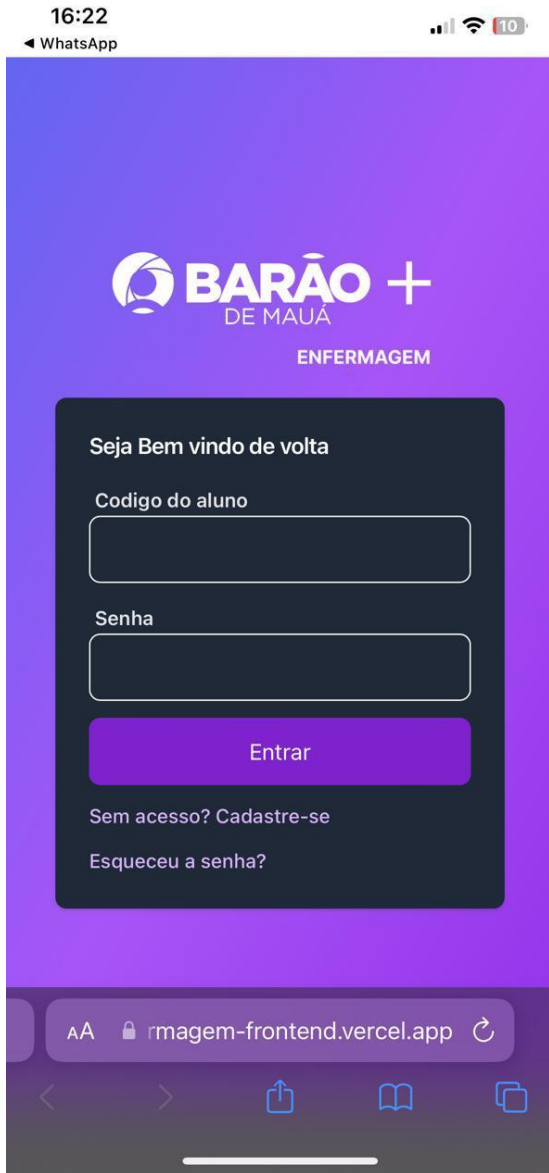 16:22
10
◀ WhatsApp
BARÃO +
DE MAUÁ
ENFERMAGEM
Seja Bem vindo de volta
Codigo do aluno
Senha
Entrar
Sem acesso? Cadastre-se
Esqueceu a senha?
AA rmagem-frontend.vercel.app